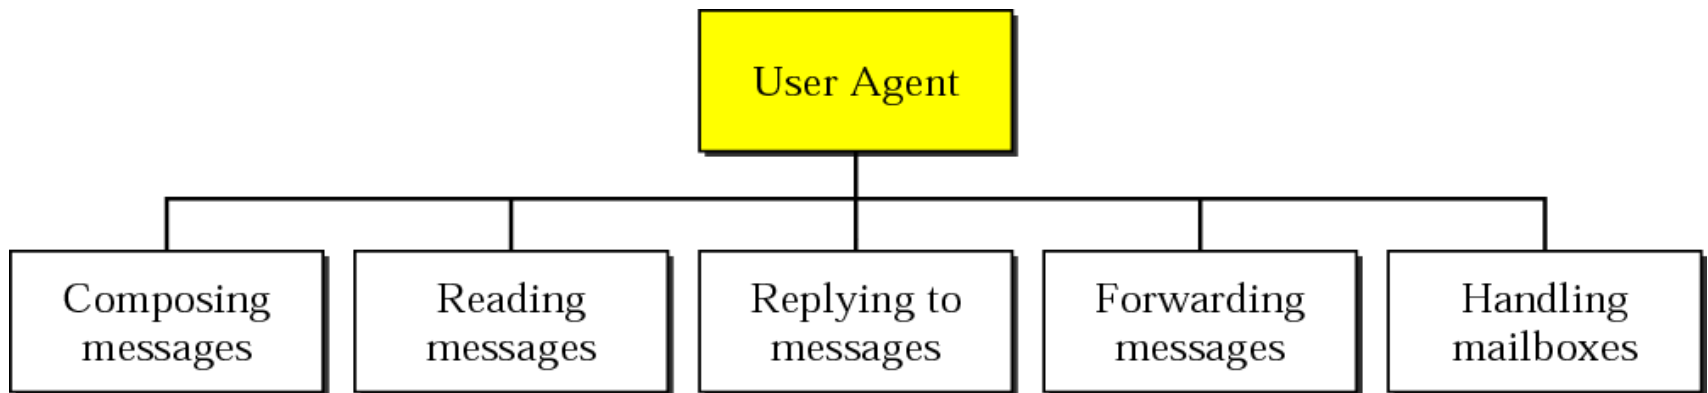 User Agent
Composing
messages
Reading
messages
Replying to
messages
Forwarding
messages
Handling
mailboxes